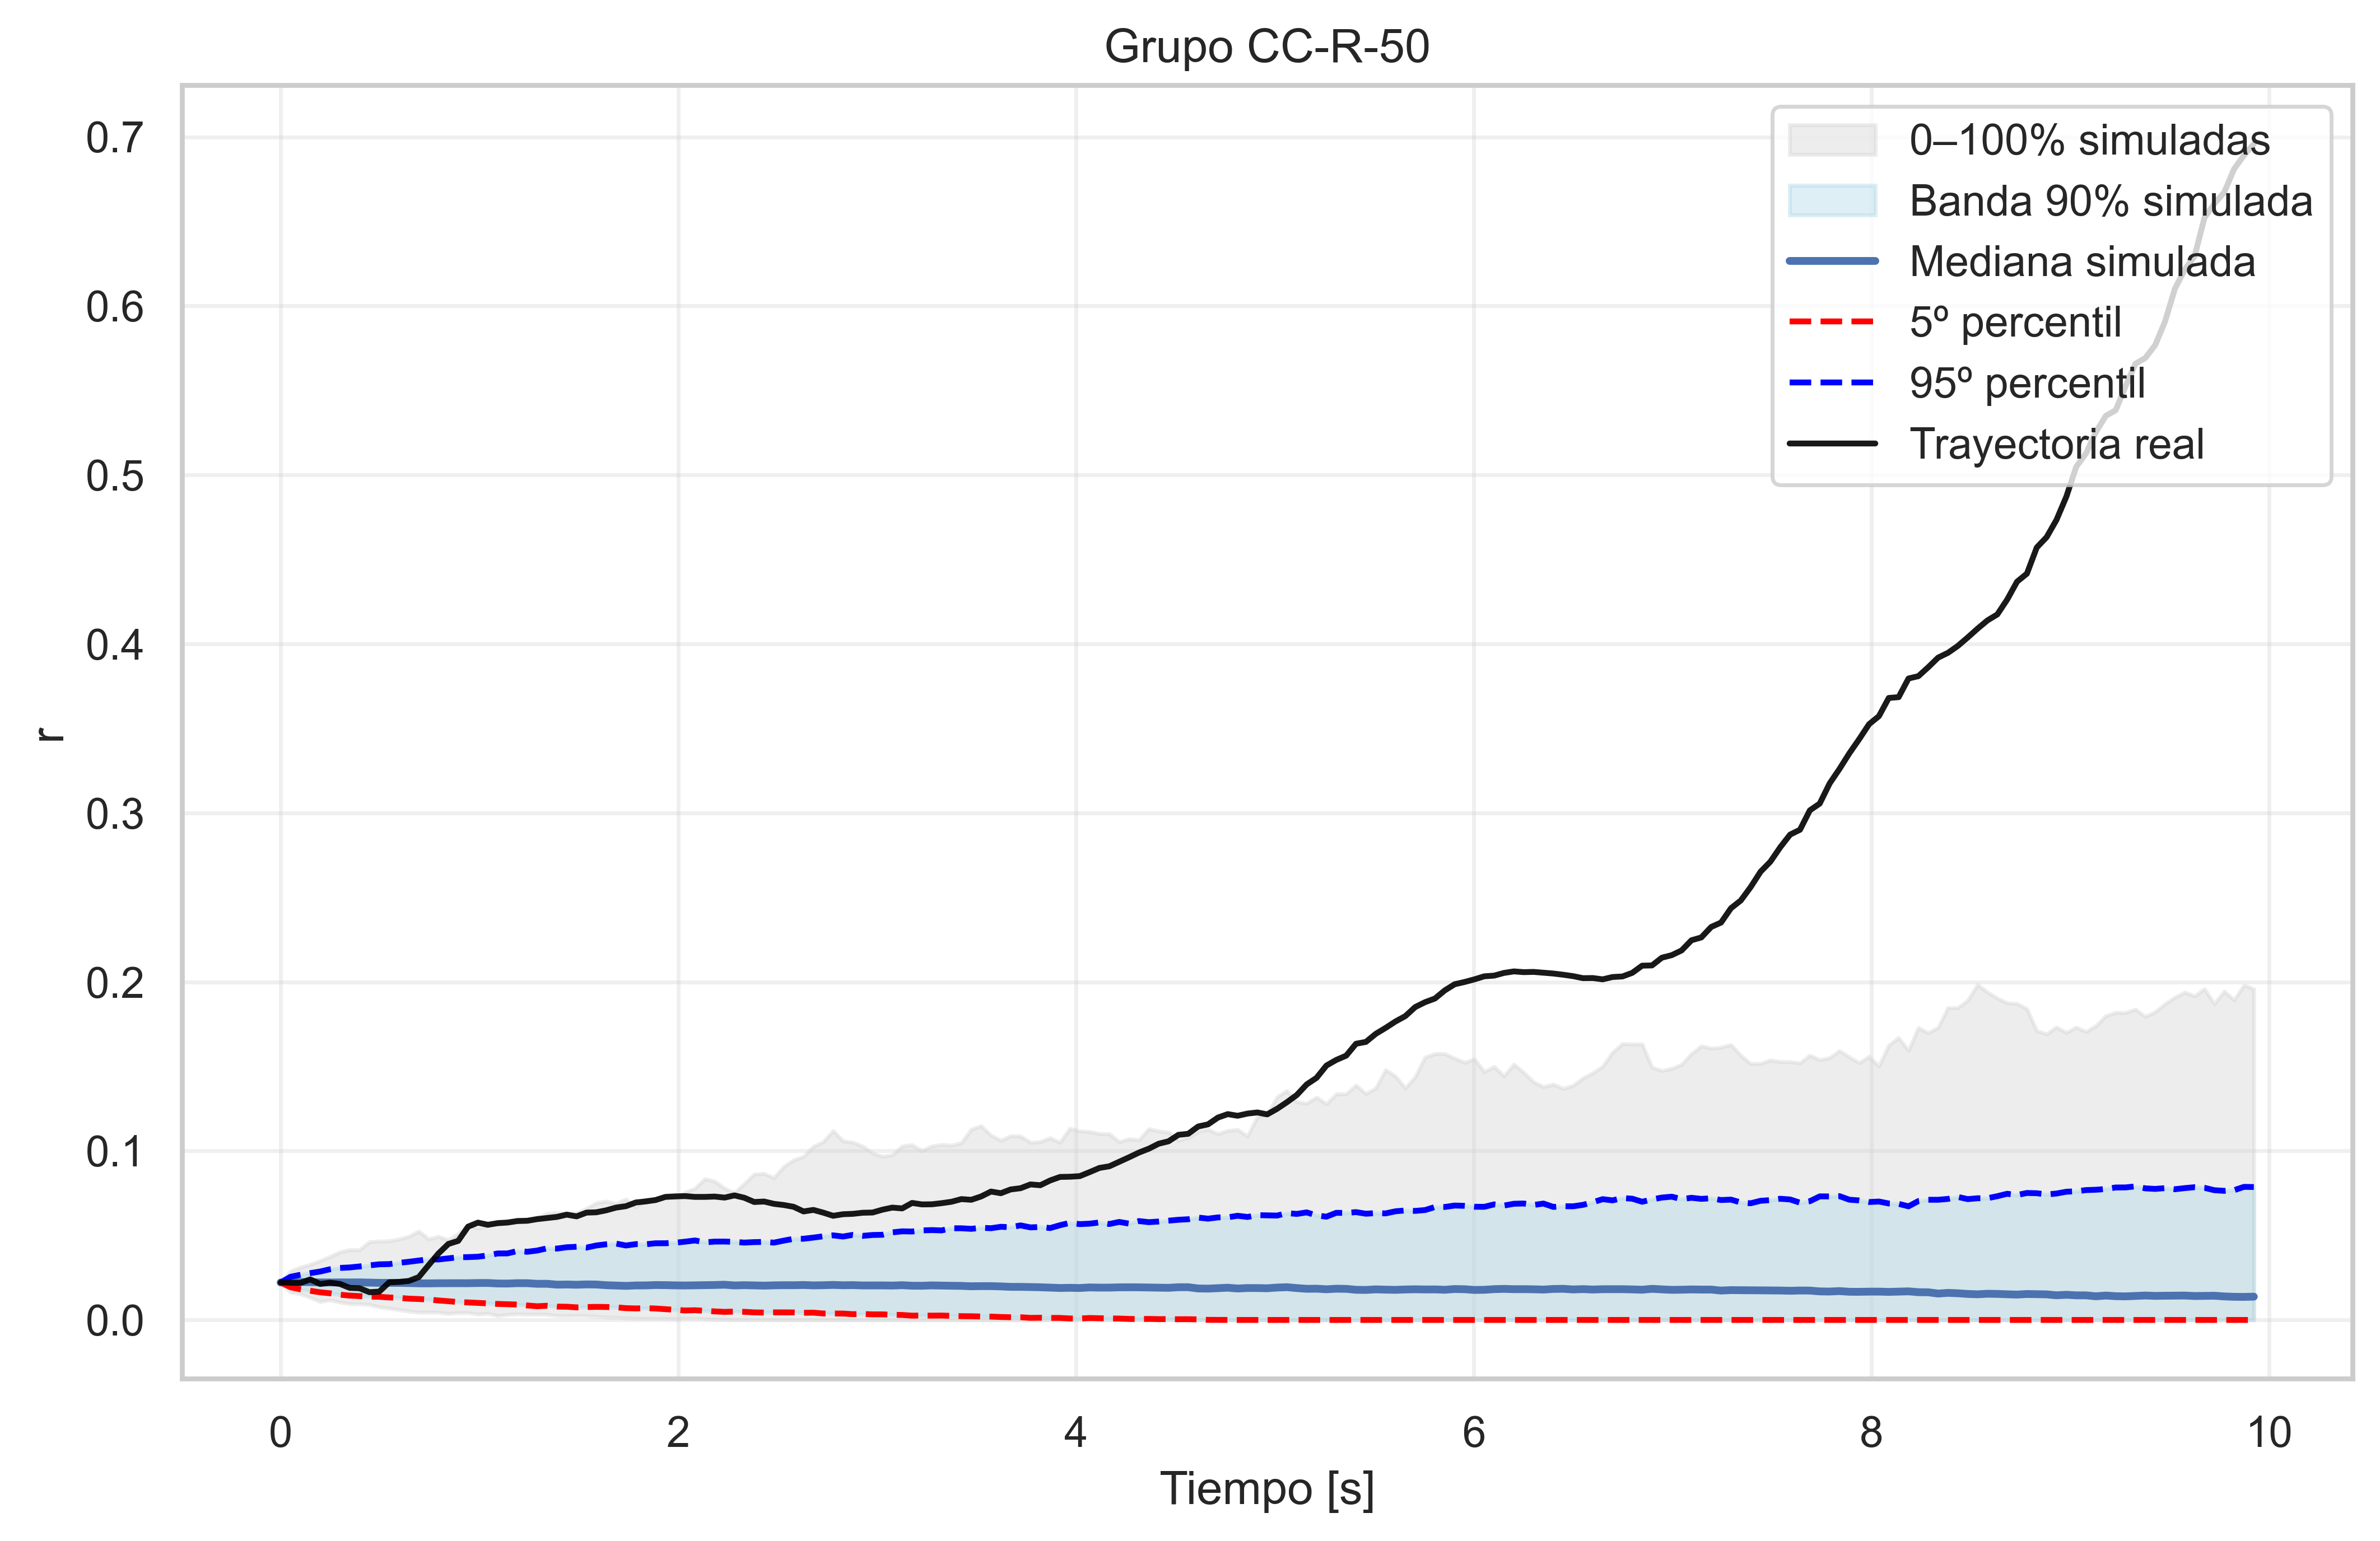 Grupo CC-R-50
0.7
0.6
0.5
0.4
0.3
0.2
0.1
0.0
r
0–100% simuladas
Banda 90% simulada
Mediana simulada
5º percentil
95º percentil
Trayectoria real
0 2 4 6 8 10
Tiempo [s]